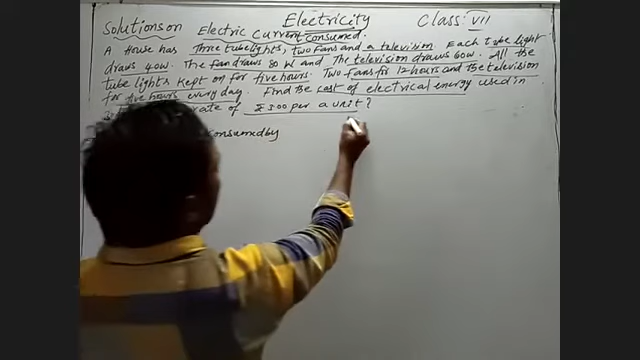 Electricity Class: VII
Solutions on Electric Current Consumed.
A House has Three tube lights, two Fans and a television Each tube light
draws 40W. The fan draws 80 W and The television draws 60W. All the
tube lights Kept on for five hours. Two Fans for 12 hours and the television
for five hours every day. Find the cost of electrical energy used in
rate of ₹ 3.00 per a unit?
Consumed by